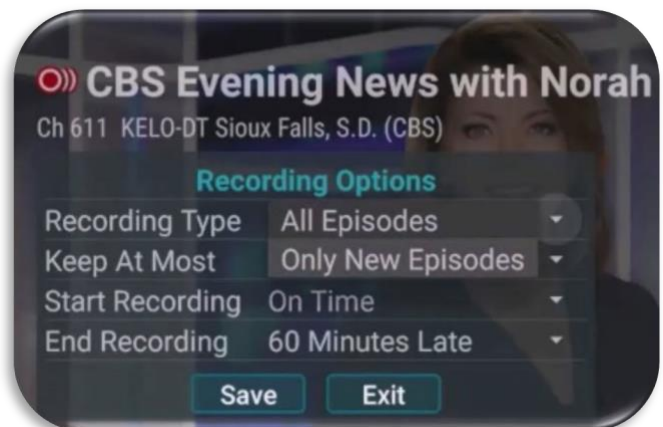 CBS Evening News with Norah
Ch 611 KELO-DT Sioux Falls, S.D. (CBS)
Recording Options
Recording Type All Episodes
Keep At Most Only New Episodes
Start Recording On Time
End Recording 60 Minutes Late
Save Exit